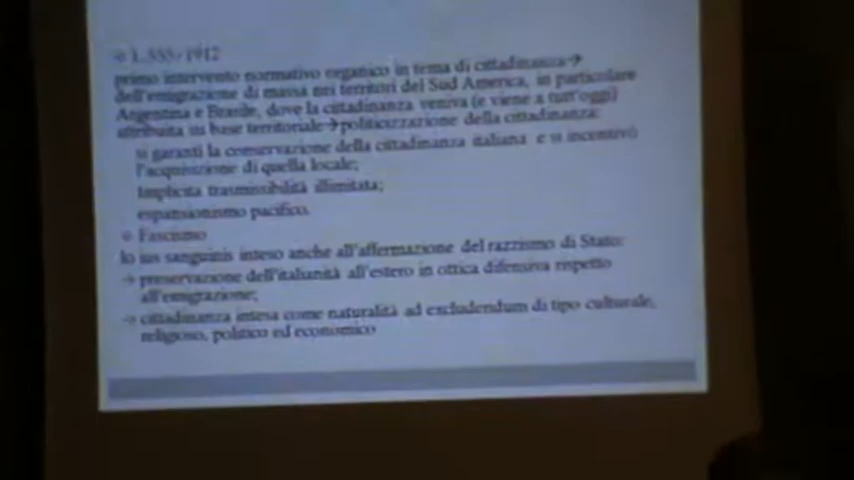 L. 555/1912
primo intervento normativo organico in tema di cittadinanza→
dell'emigrazione di massa nei territori del Sud America, in particolare
Argentina e Brasile, dove la cittadinanza veniva (e viene a tutt'oggi)
attribuita su base territoriale →politicizzazione della cittadinanza:
si garantì la conservazione della cittadinanza italiana e si incentivò
l'acquisizione di quella locale;
Implicita trasmissibilità illimitata;
espansionismo pacifico.
Fascismo
lo ius sanguinis inteso anche all'affermazione del razzismo di Stato:
→ preservazione dell'italianità all'estero in ottica difensiva rispetto
all'emigrazione;
→ cittadinanza intesa come naturalità ad excludendum di tipo culturale,
religioso, politico ed economico